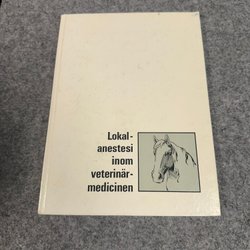 Lokal-
anestesi
inom
veterinär-
medicinen